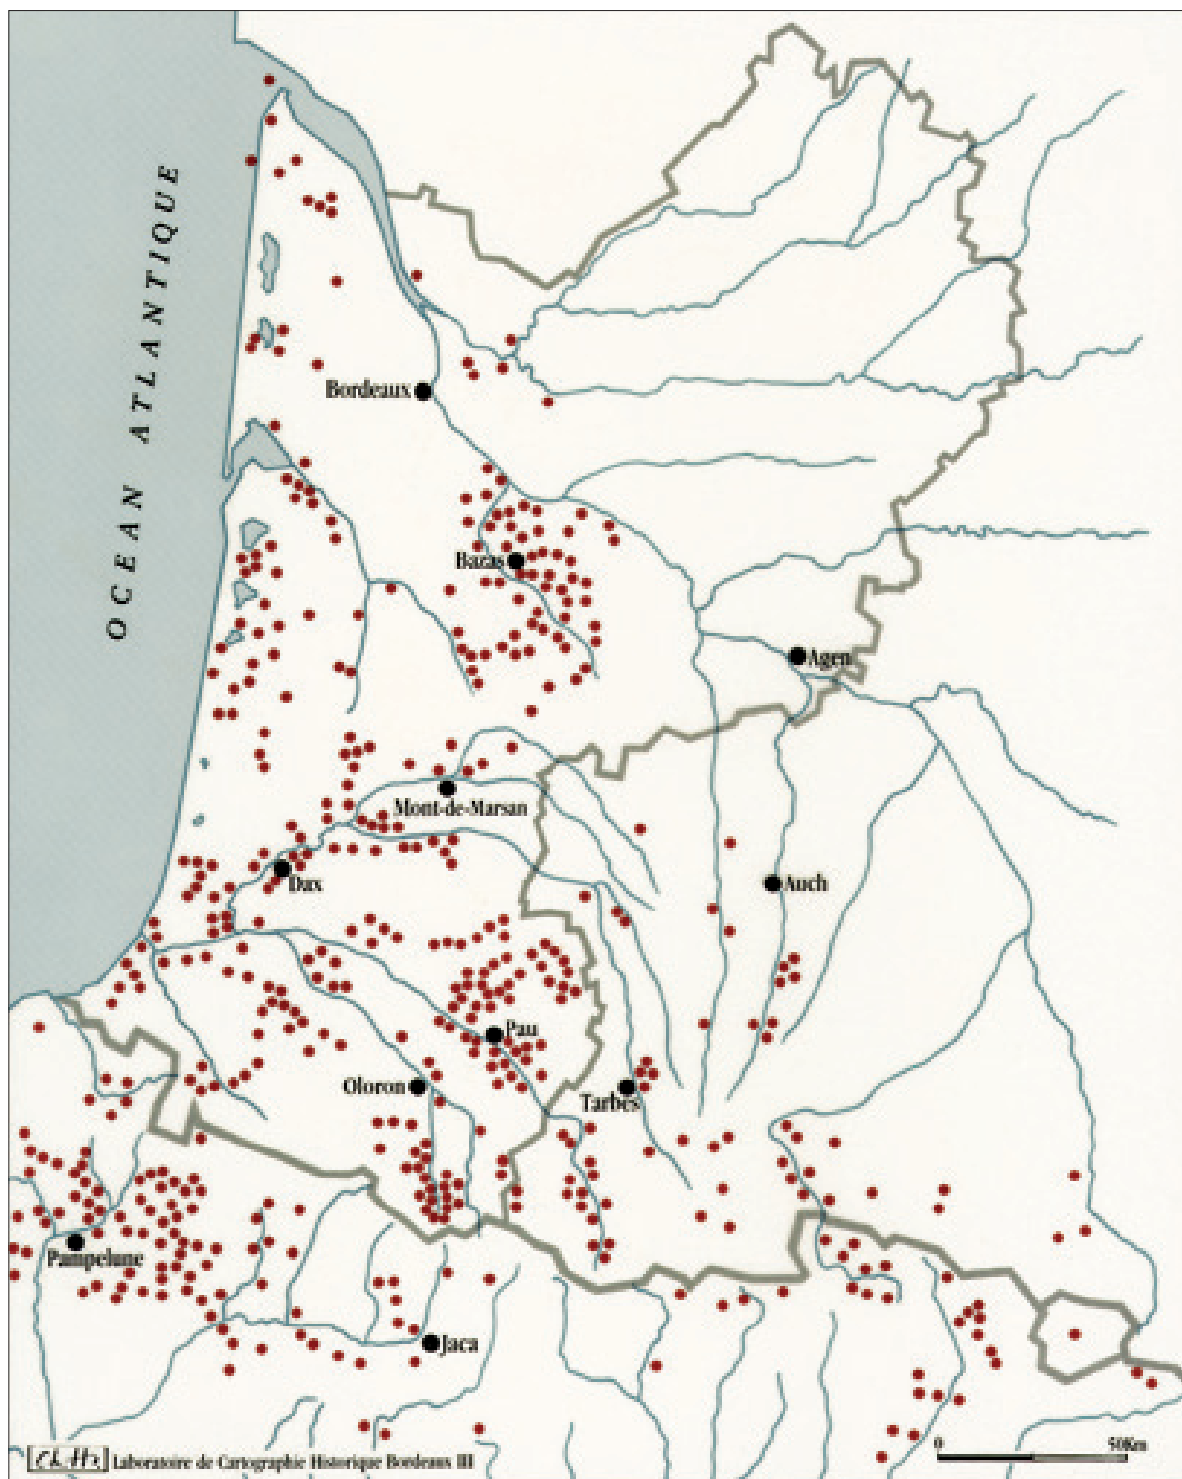 OCEAN ATLANTIQUE
Bordeaux
Bazas
Agen
Mont-de-Marsan
Dax
Auch
Pau
Oloron
Tarbes
Pampelune
Jaca
0 50Km
Laboratoire de Cartographie Historique Bordeaux III